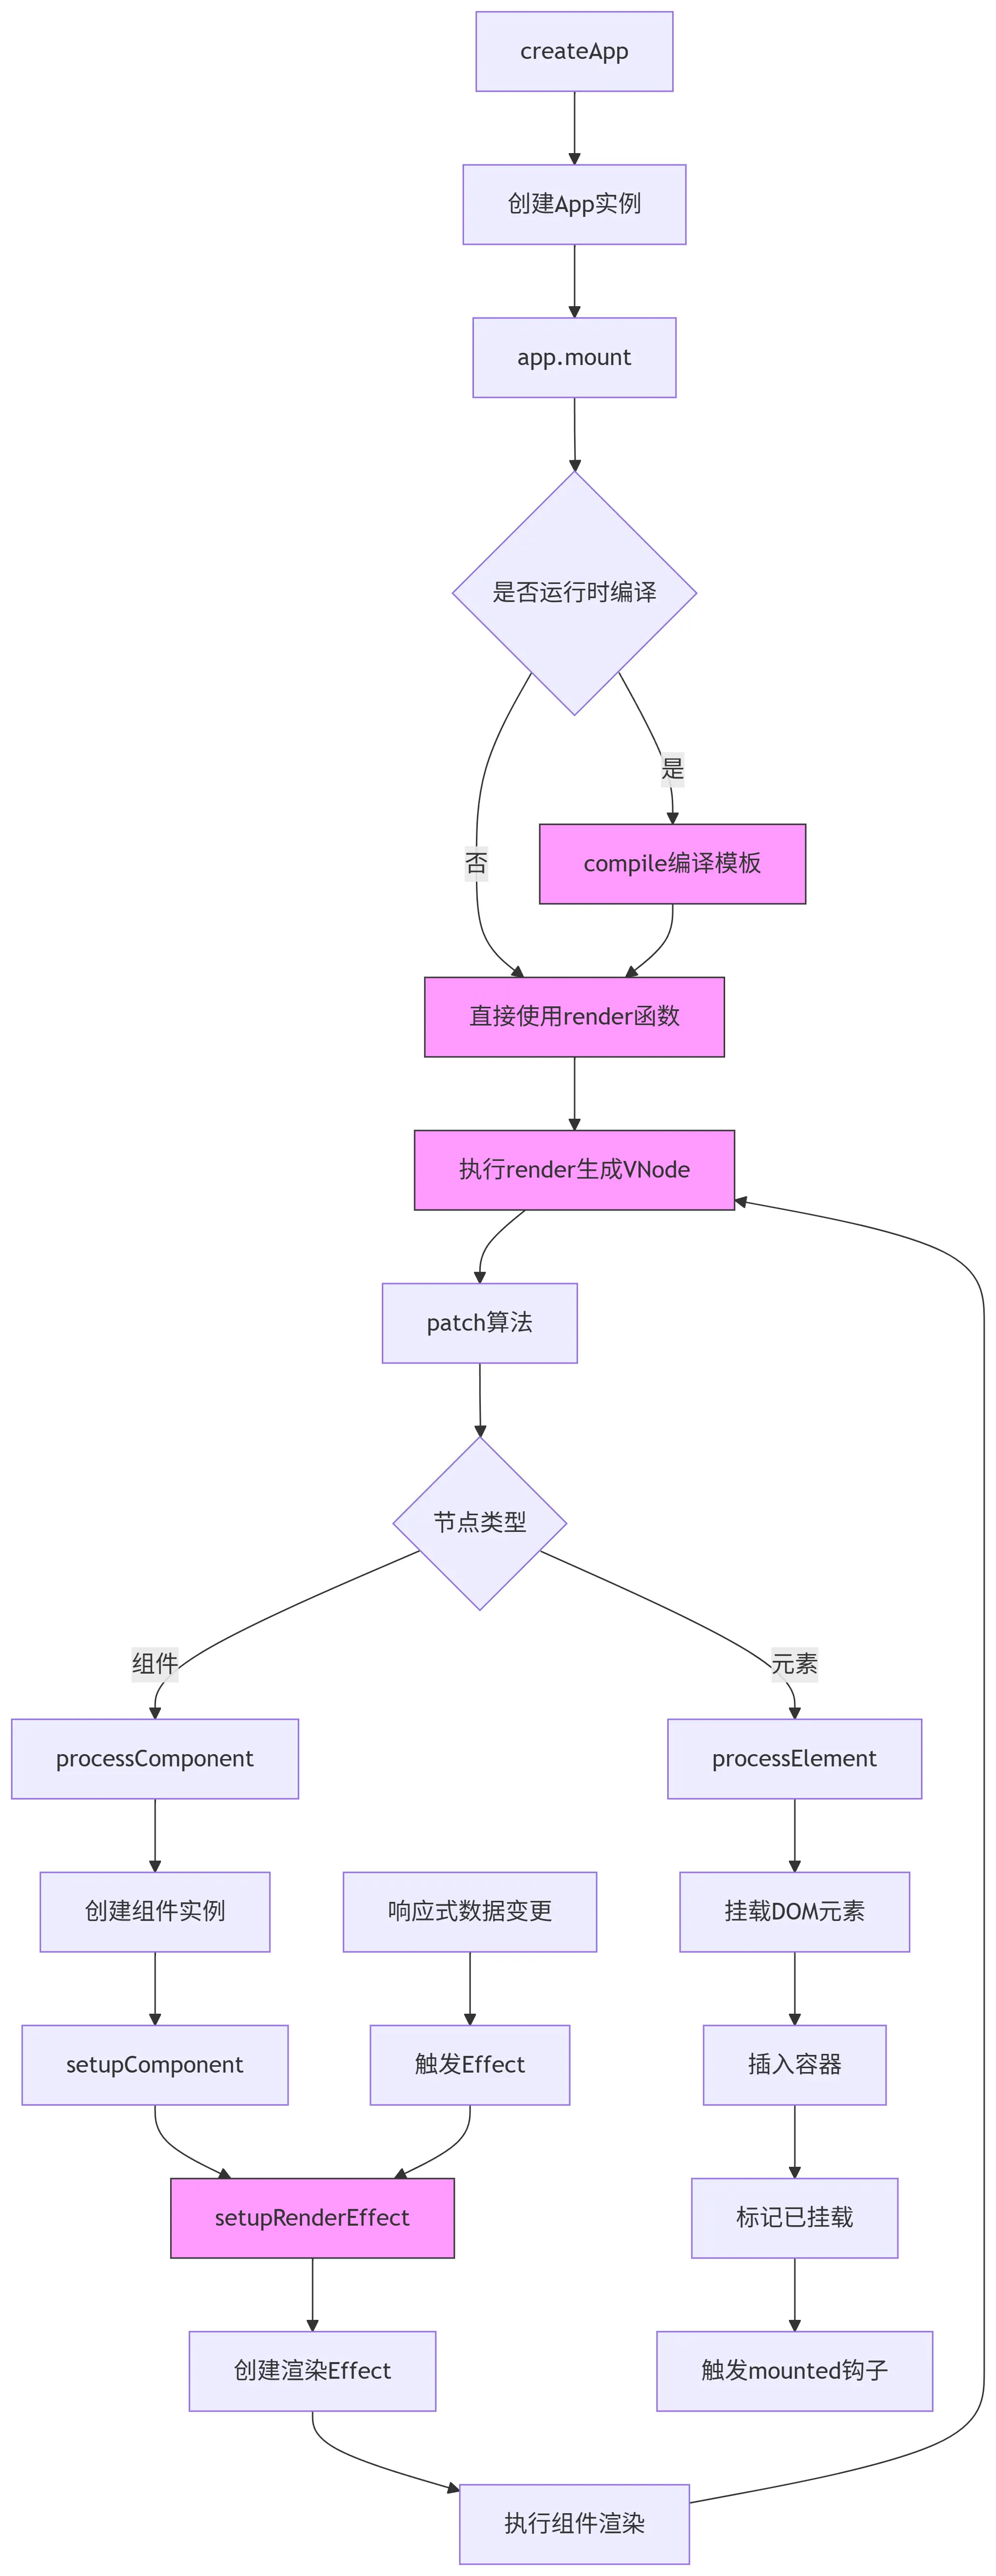 createApp
创建App实例
app.mount
是否运行时编译
是
否
compile编译模板
直接使用render函数
执行render生成VNode
patch算法
节点类型
组件
元素
processComponent
processElement
创建组件实例
响应式数据变更
挂载DOM元素
setupComponent
触发Effect
插入容器
setupRenderEffect
标记已挂载
创建渲染Effect
触发mounted钩子
执行组件渲染